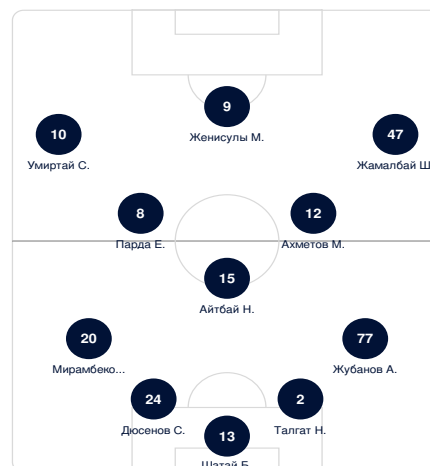 9
Женисулы М.
10
Умиртай С.
47
Жамалбай Ш
8
Парда Е.
12
Ахметов М.
15
Айтбай Н.
20
Мирамбеко...
77
Жубанов А.
24
Дюсенов С.
2
Талгат Н.
13
Шатай Б.